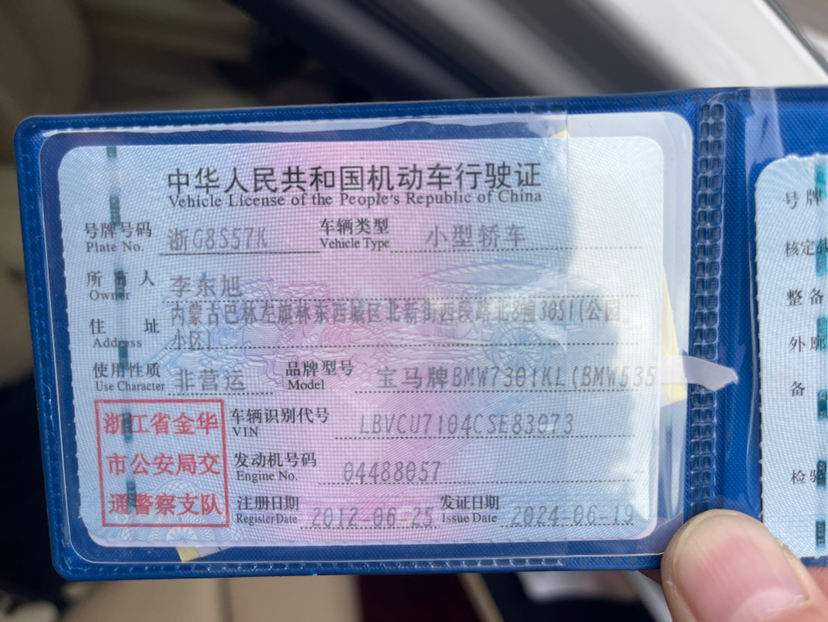 中华人民共和国机动车行驶证
Vehicle License of the People's Republic of China
号牌号码 浙G8S57K 车辆类型 小型轿车
Plate No. Vehicle Type
所有人 李东旭
Owner
住址 内蒙古巴林左旗林东西城区北新街西段路北8幢3051(公园
Address 小区)
使用性质 非营运 品牌型号 宝马牌BMW7301KL(BMW535
Use Character Model
浙江省金华
市公安局交
通警察支队
车辆识别代号 LBVCU7104CSE83073
VIN
发动机号码 04488057
Engine No.
注册日期 2012-06-25 发证日期 2024-06-19
Register Date Issue Date
号牌
核定
整备
外廓
备
检验